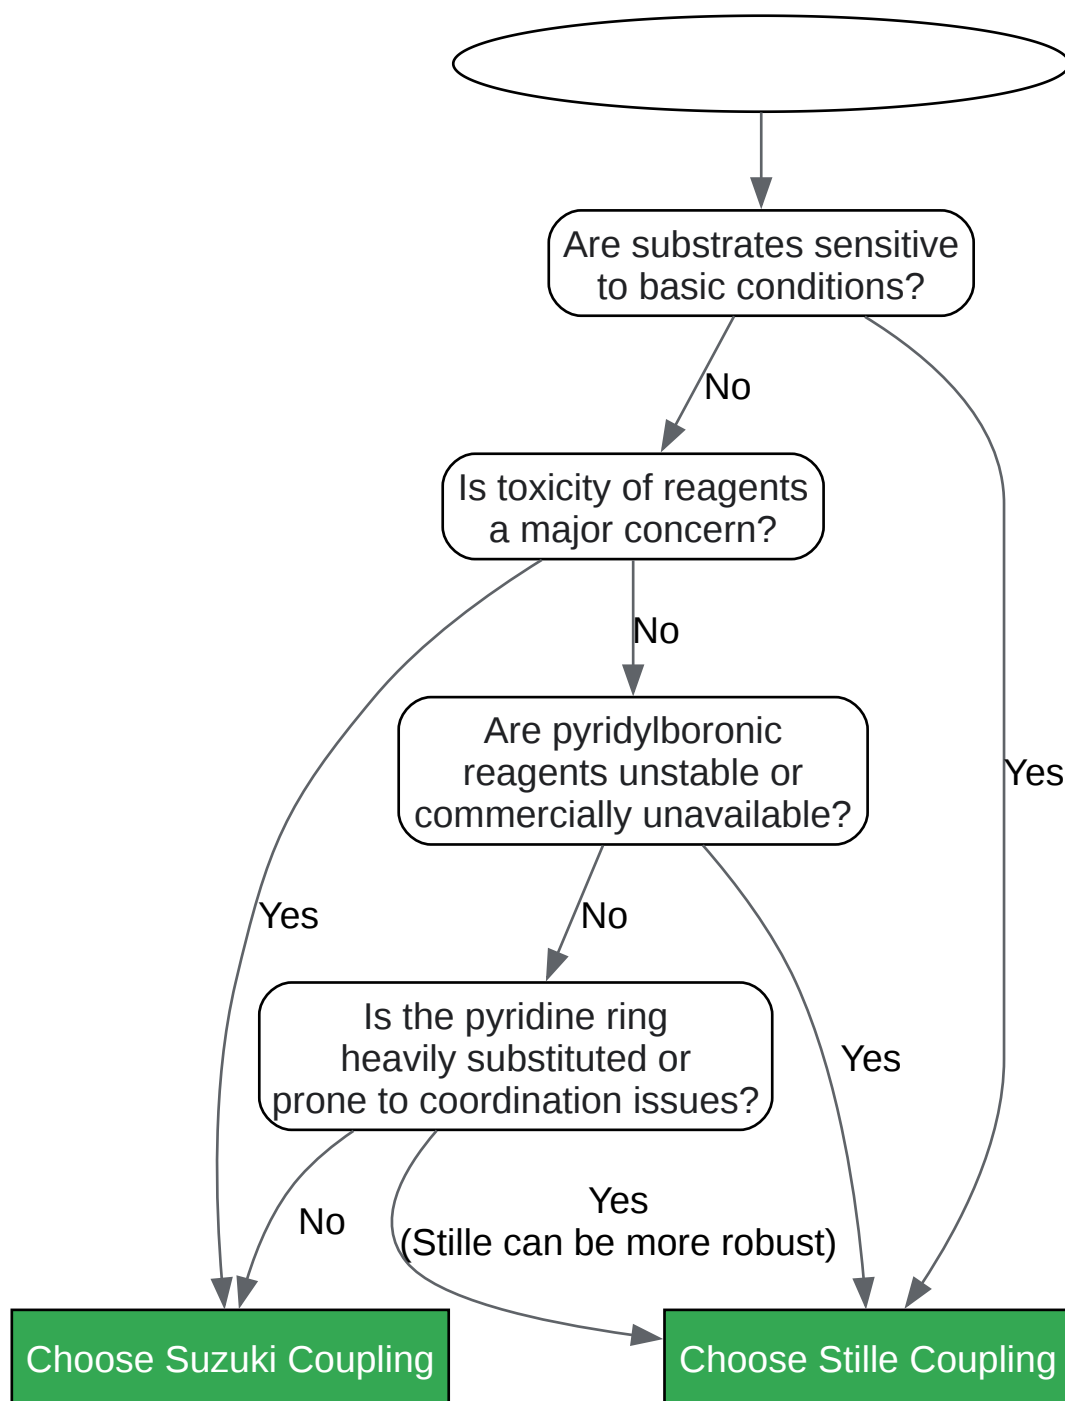 Are substrates sensitive
to basic conditions?
No
Is toxicity of reagents
a major concern?
No
Are pyridylboronic
reagents unstable or
commercially unavailable?
Yes
Yes
No
Is the pyridine ring
heavily substituted or
prone to coordination issues?
Yes
No
Yes
(Stille can be more robust)
Choose Suzuki Coupling
Choose Stille Coupling